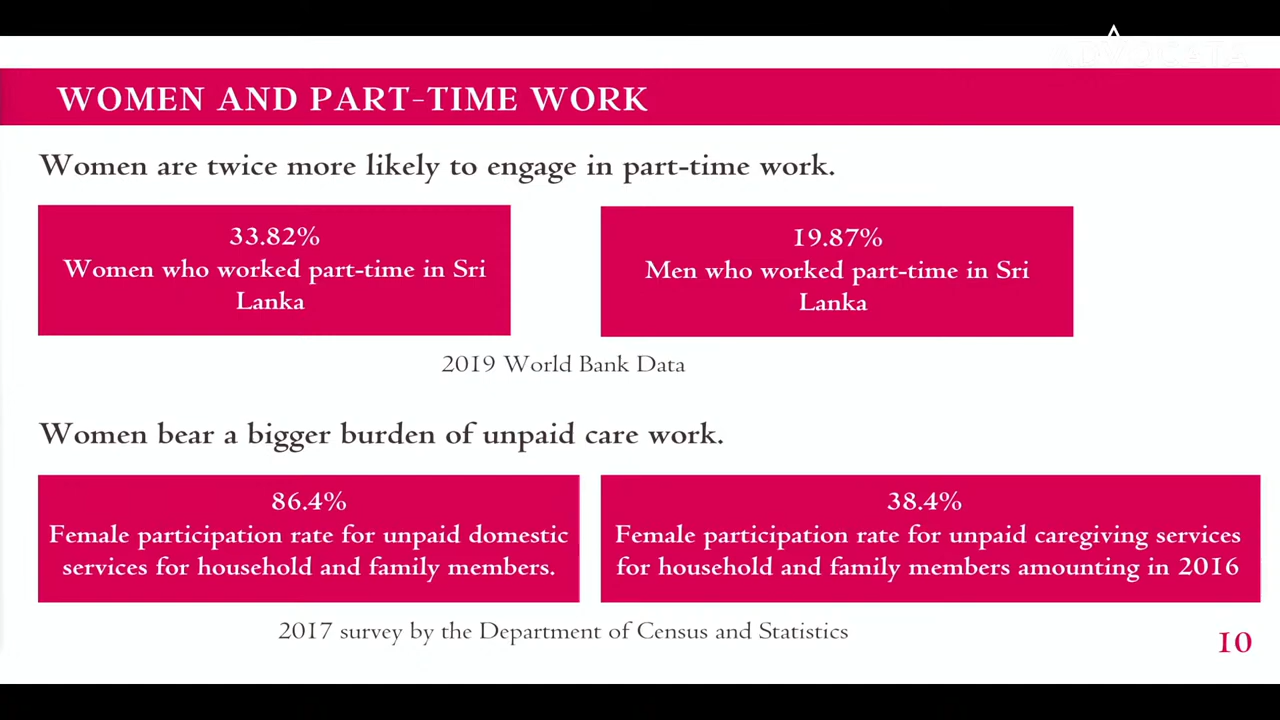 WOMEN AND PART-TIME WORK
Women are twice more likely to engage in part-time work.
33.82%
Women who worked part-time in Sri
Lanka
19.87%
Men who worked part-time in Sri
Lanka
2019 World Bank Data
Women bear a bigger burden of unpaid care work.
86.4%
Female participation rate for unpaid domestic
services for household and family members.
38.4%
Female participation rate for unpaid caregiving services
for household and family members amounting in 2016
2017 survey by the Department of Census and Statistics
10